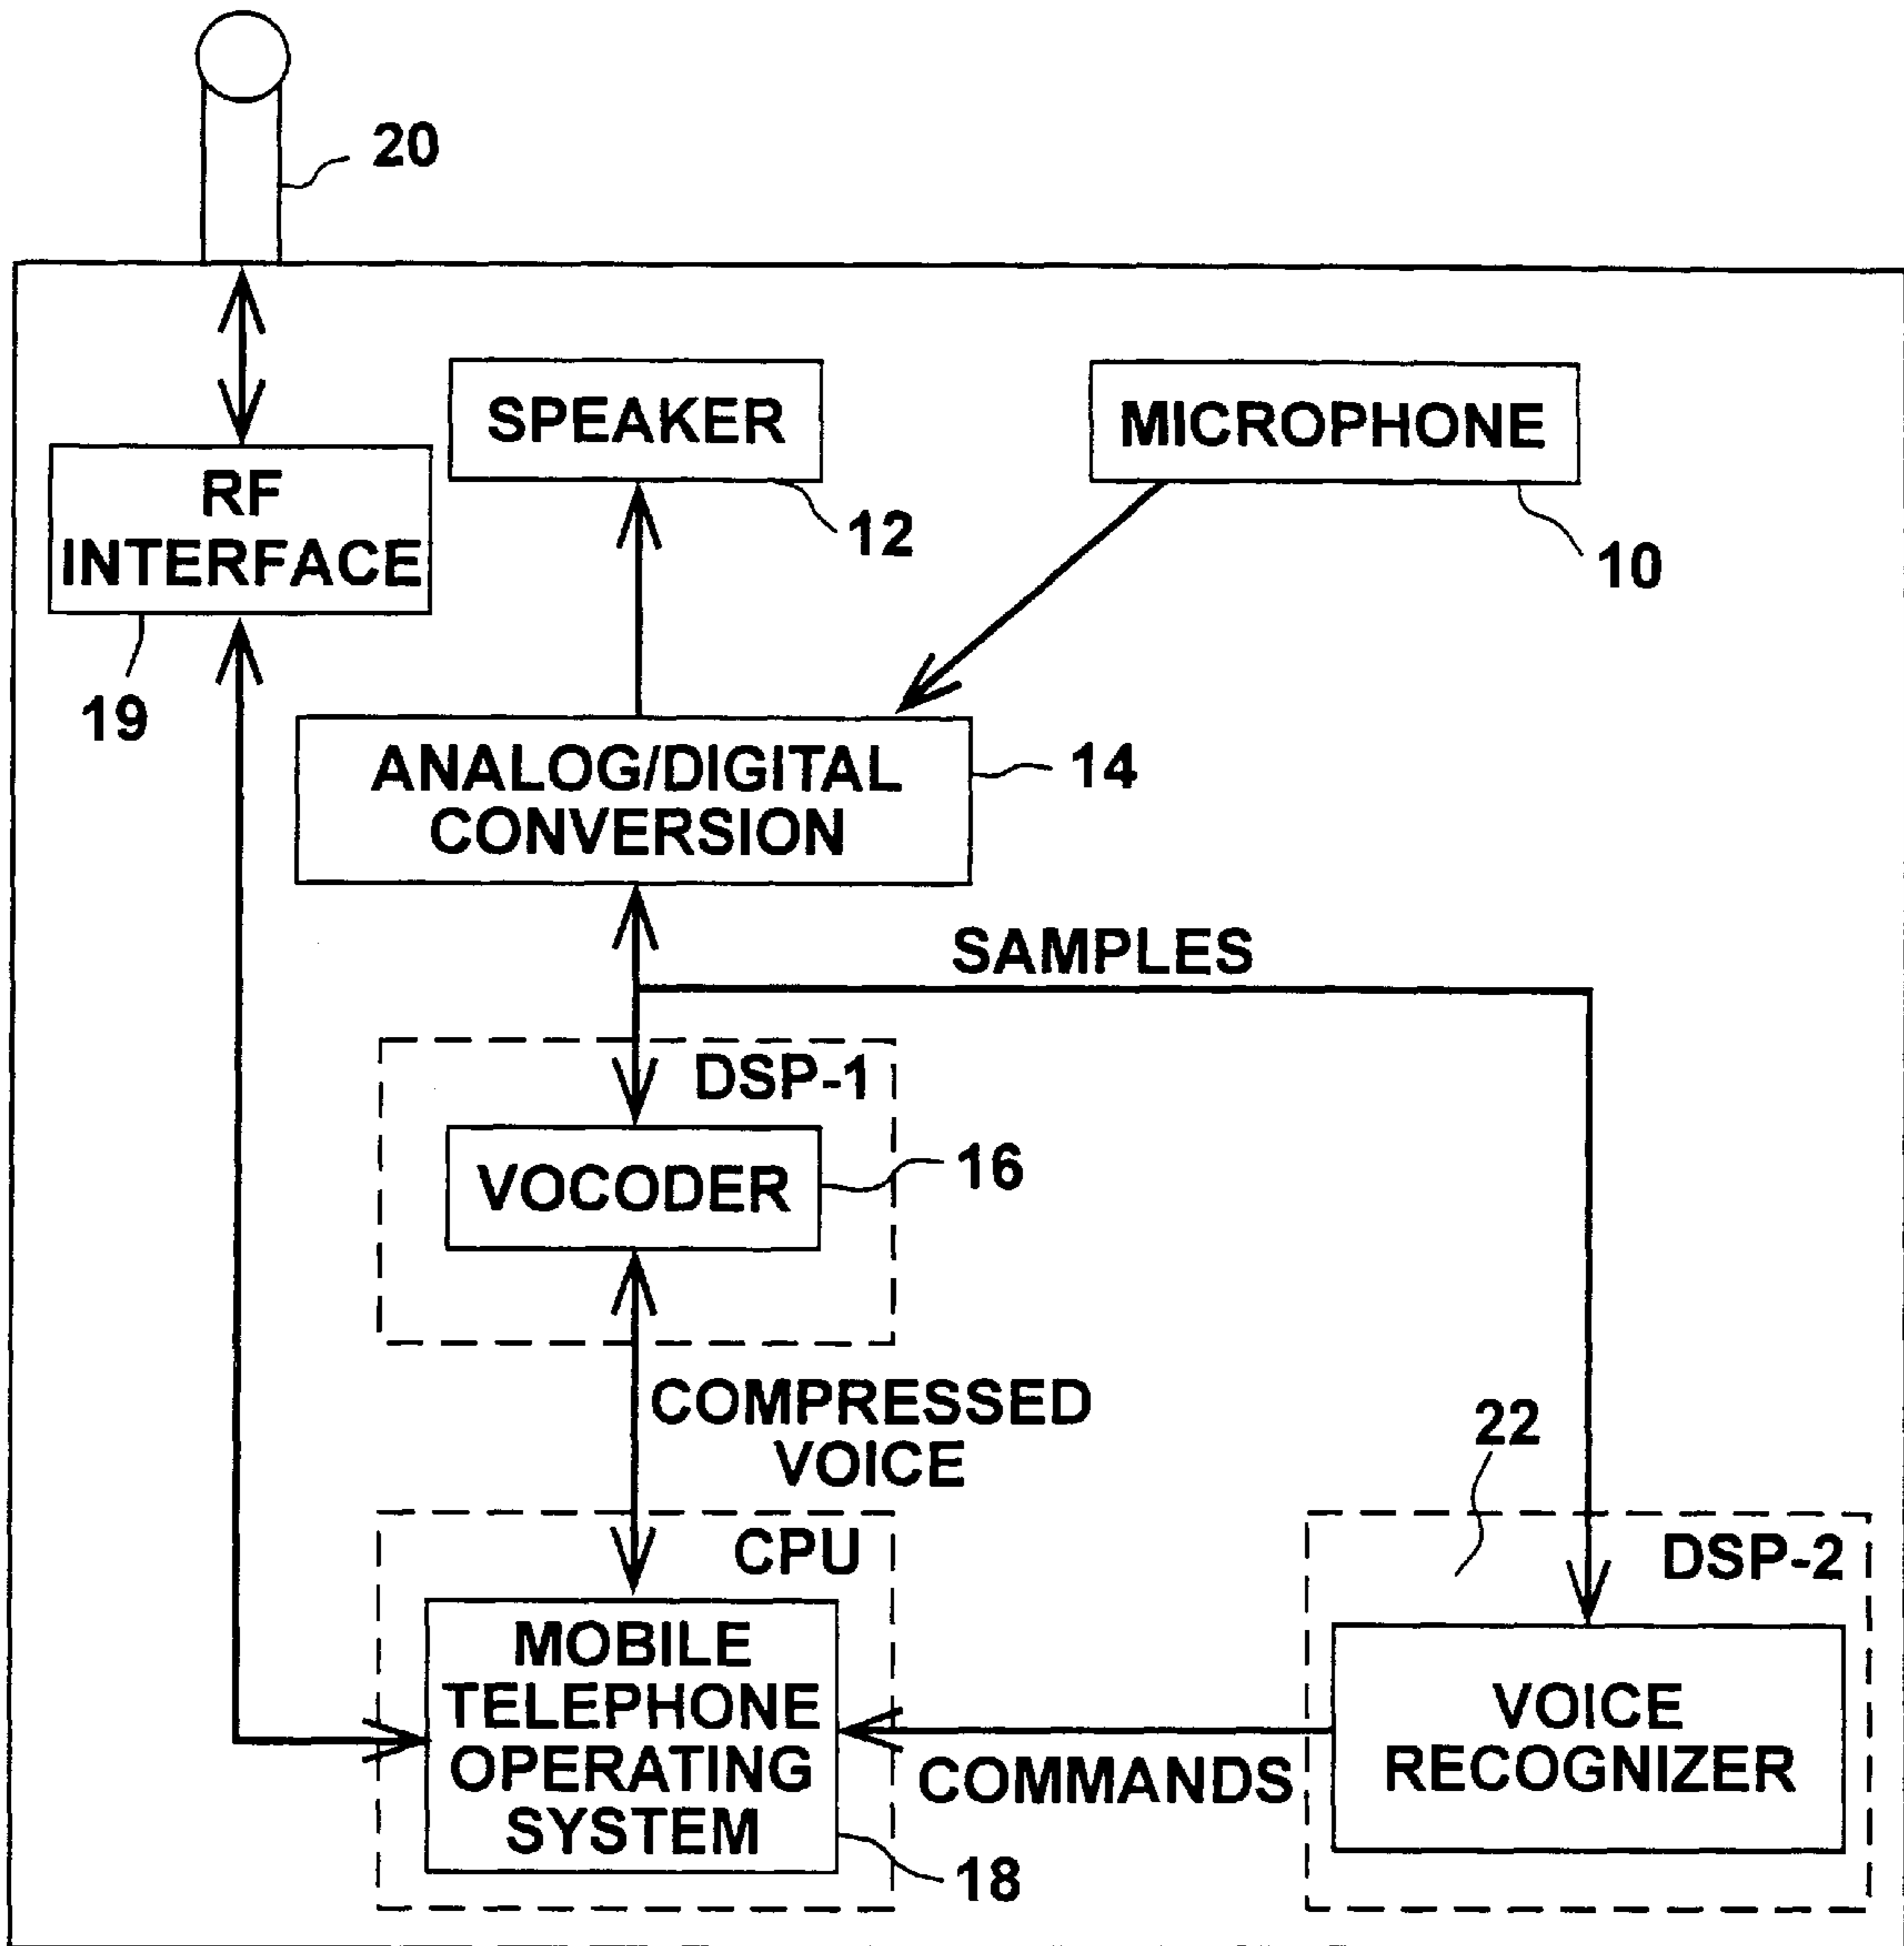 20
SPEAKER
MICROPHONE
RF
INTERFACE
12
10
19
ANALOG/DIGITAL
CONVERSION
14
SAMPLES
DSP-1
VOCODER
16
COMPRESSED
VOICE
22
CPU
DSP-2
MOBILE
TELEPHONE
OPERATING
SYSTEM
VOICE
RECOGNIZER
COMMANDS
18